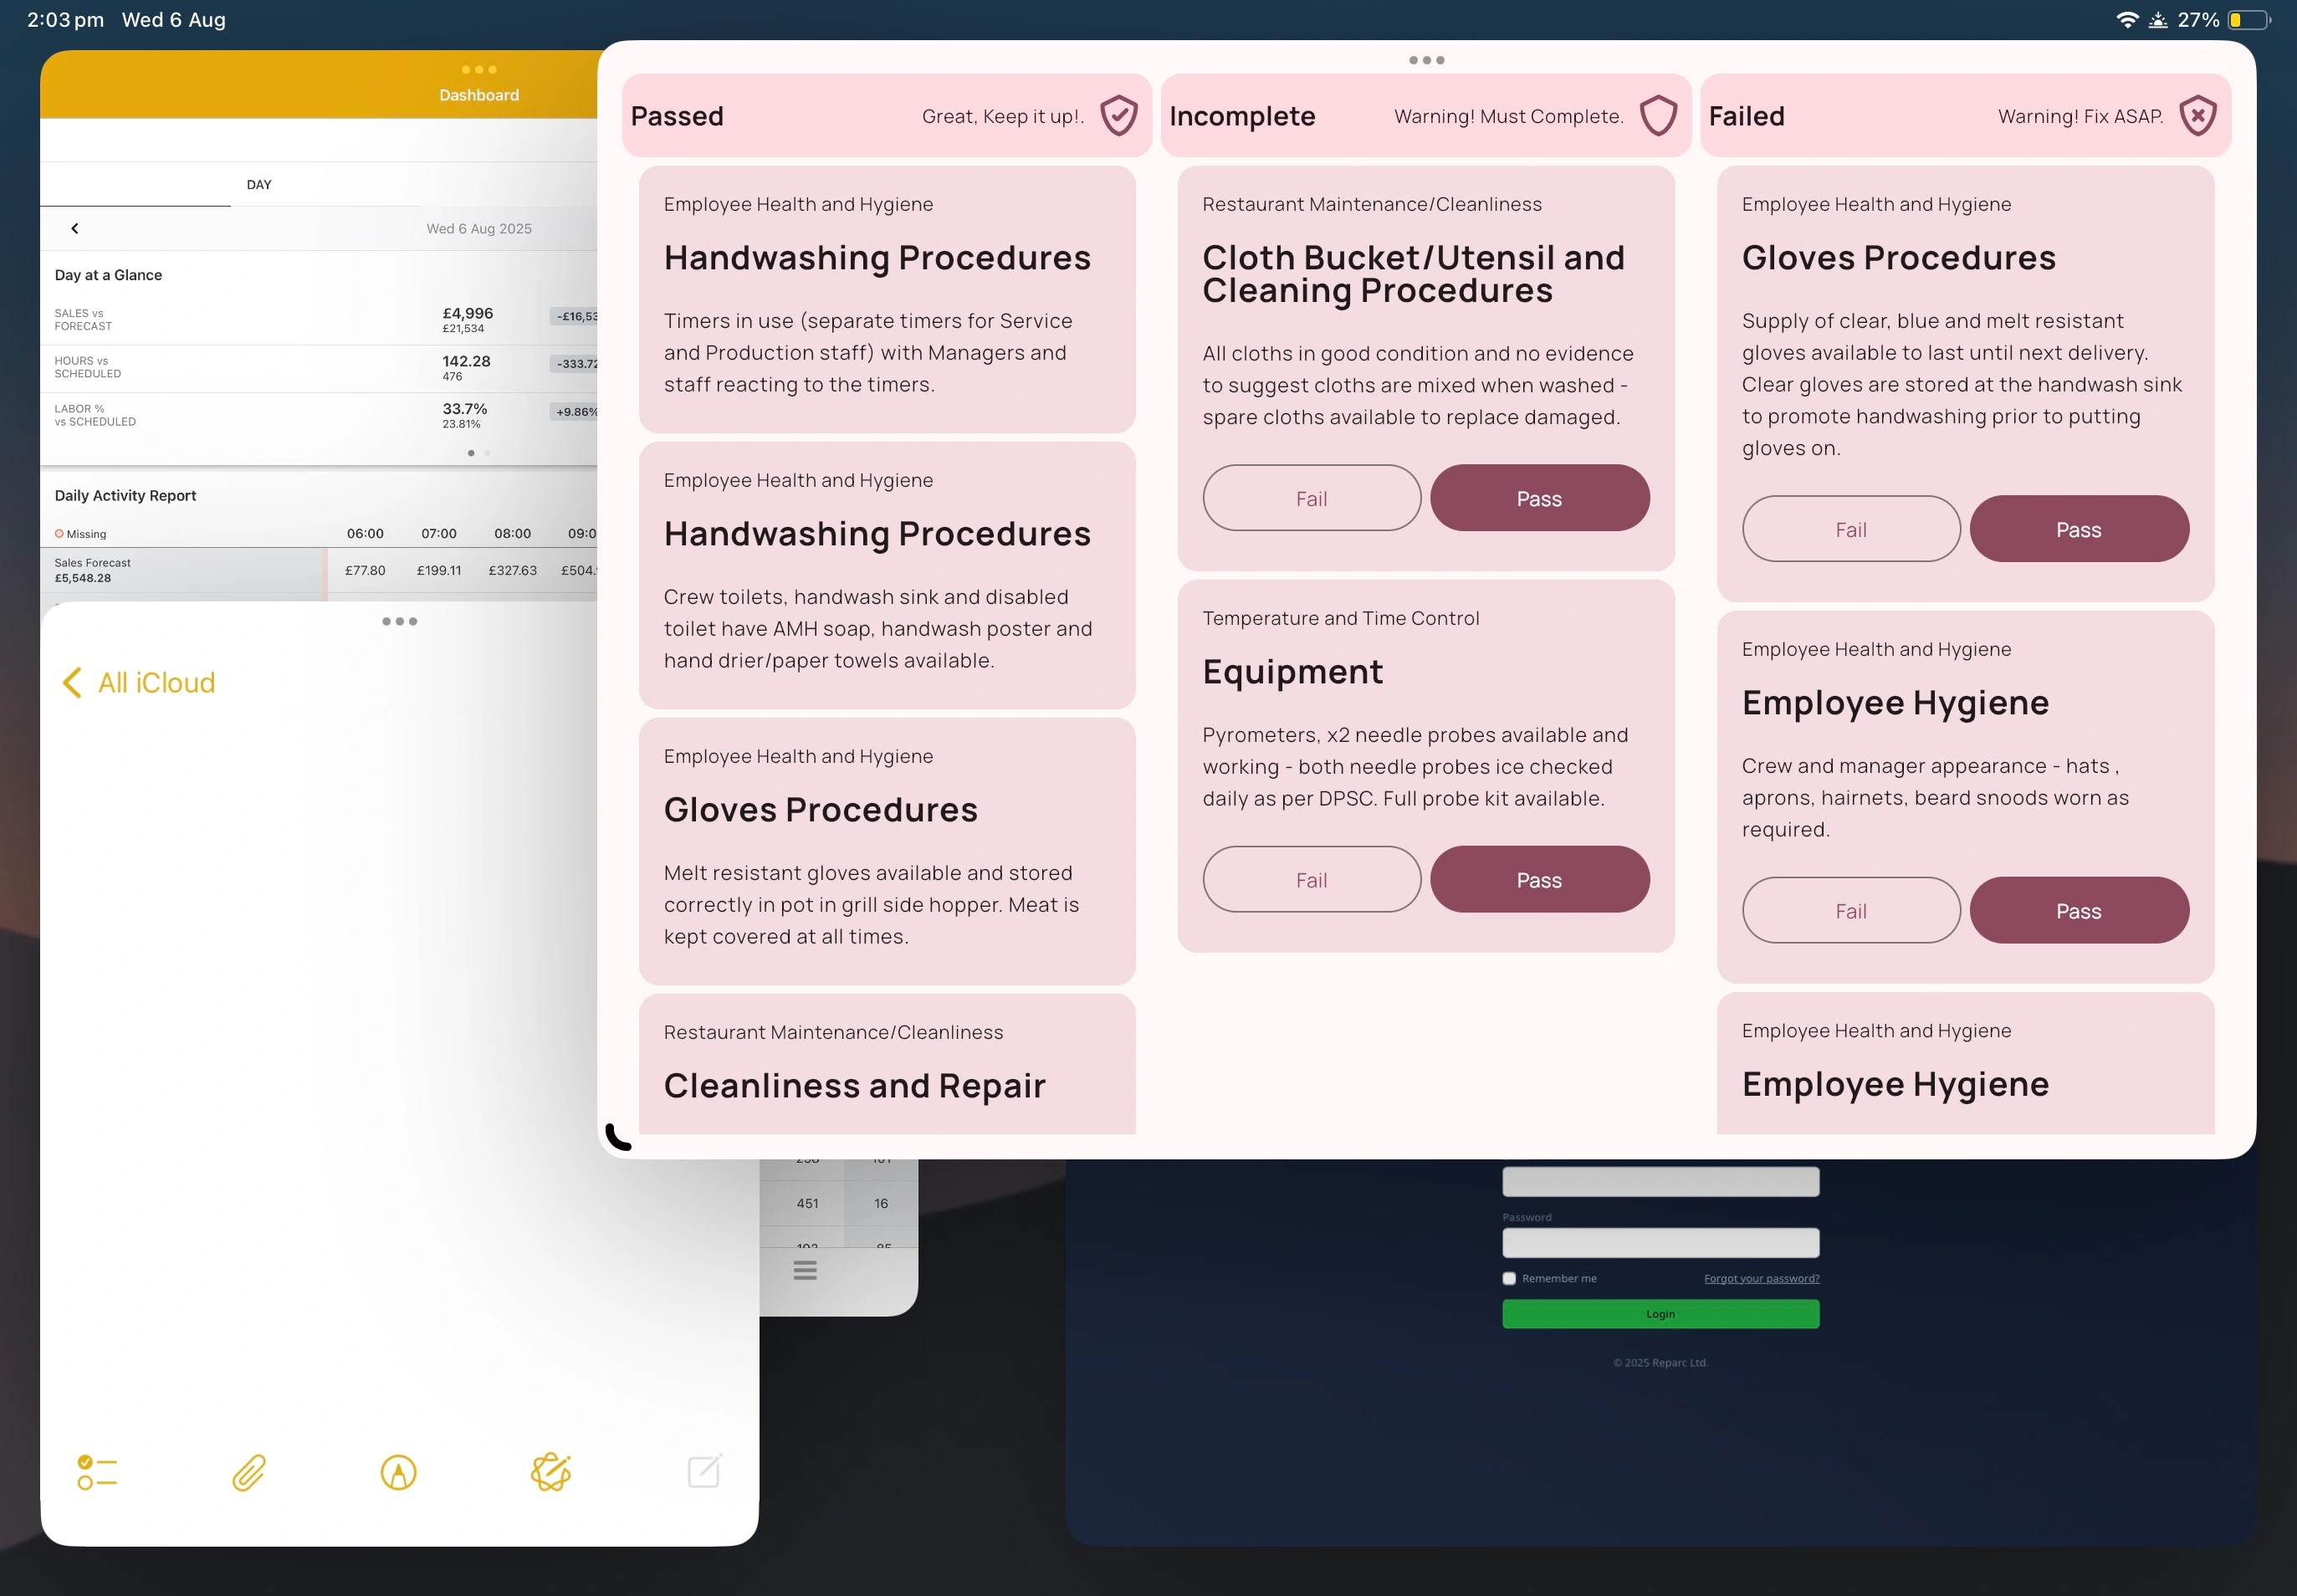 2:03 pm Wed 6 Aug
27%
Dashboard
DAY
Wed 6 Aug 2025
Day at a Glance
SALES vs
FORECAST
£4,996
£21,534
-£16,53
HOURS vs
SCHEDULED
142.28
476
-333.72
LABOR %
vs SCHEDULED
33.7%
23.81%
+9.86%
Daily Activity Report
Missing
06:00 07:00 08:00 09:0
Sales Forecast
£5,548.28
£77.80 £199.11 £327.63 £504.
All iCloud
Passed
Great, Keep it up!.
Employee Health and Hygiene
Handwashing Procedures
Timers in use (separate timers for Service
and Production staff) with Managers and
staff reacting to the timers.
Employee Health and Hygiene
Handwashing Procedures
Crew toilets, handwash sink and disabled
toilet have AMH soap, handwash poster and
hand drier/paper towels available.
Employee Health and Hygiene
Gloves Procedures
Melt resistant gloves available and stored
correctly in pot in grill side hopper. Meat is
kept covered at all times.
Restaurant Maintenance/Cleanliness
Cleanliness and Repair
Incomplete
Warning! Must Complete.
Restaurant Maintenance/Cleanliness
Cloth Bucket/Utensil and
Cleaning Procedures
All cloths in good condition and no evidence
to suggest cloths are mixed when washed -
spare cloths available to replace damaged.
Fail Pass
Temperature and Time Control
Equipment
Pyrometers, x2 needle probes available and
working - both needle probes ice checked
daily as per DPSC. Full probe kit available.
Fail Pass
Failed
Warning! Fix ASAP.
Employee Health and Hygiene
Gloves Procedures
Supply of clear, blue and melt resistant
gloves available to last until next delivery.
Clear gloves are stored at the handwash sink
to promote handwashing prior to putting
gloves on.
Fail Pass
Employee Health and Hygiene
Employee Hygiene
Crew and manager appearance - hats ,
aprons, hairnets, beard snoods worn as
required.
Fail Pass
Employee Health and Hygiene
Employee Hygiene
451 16
Password
Remember me Forgot your password?
Login
© 2025 Reparc Ltd.